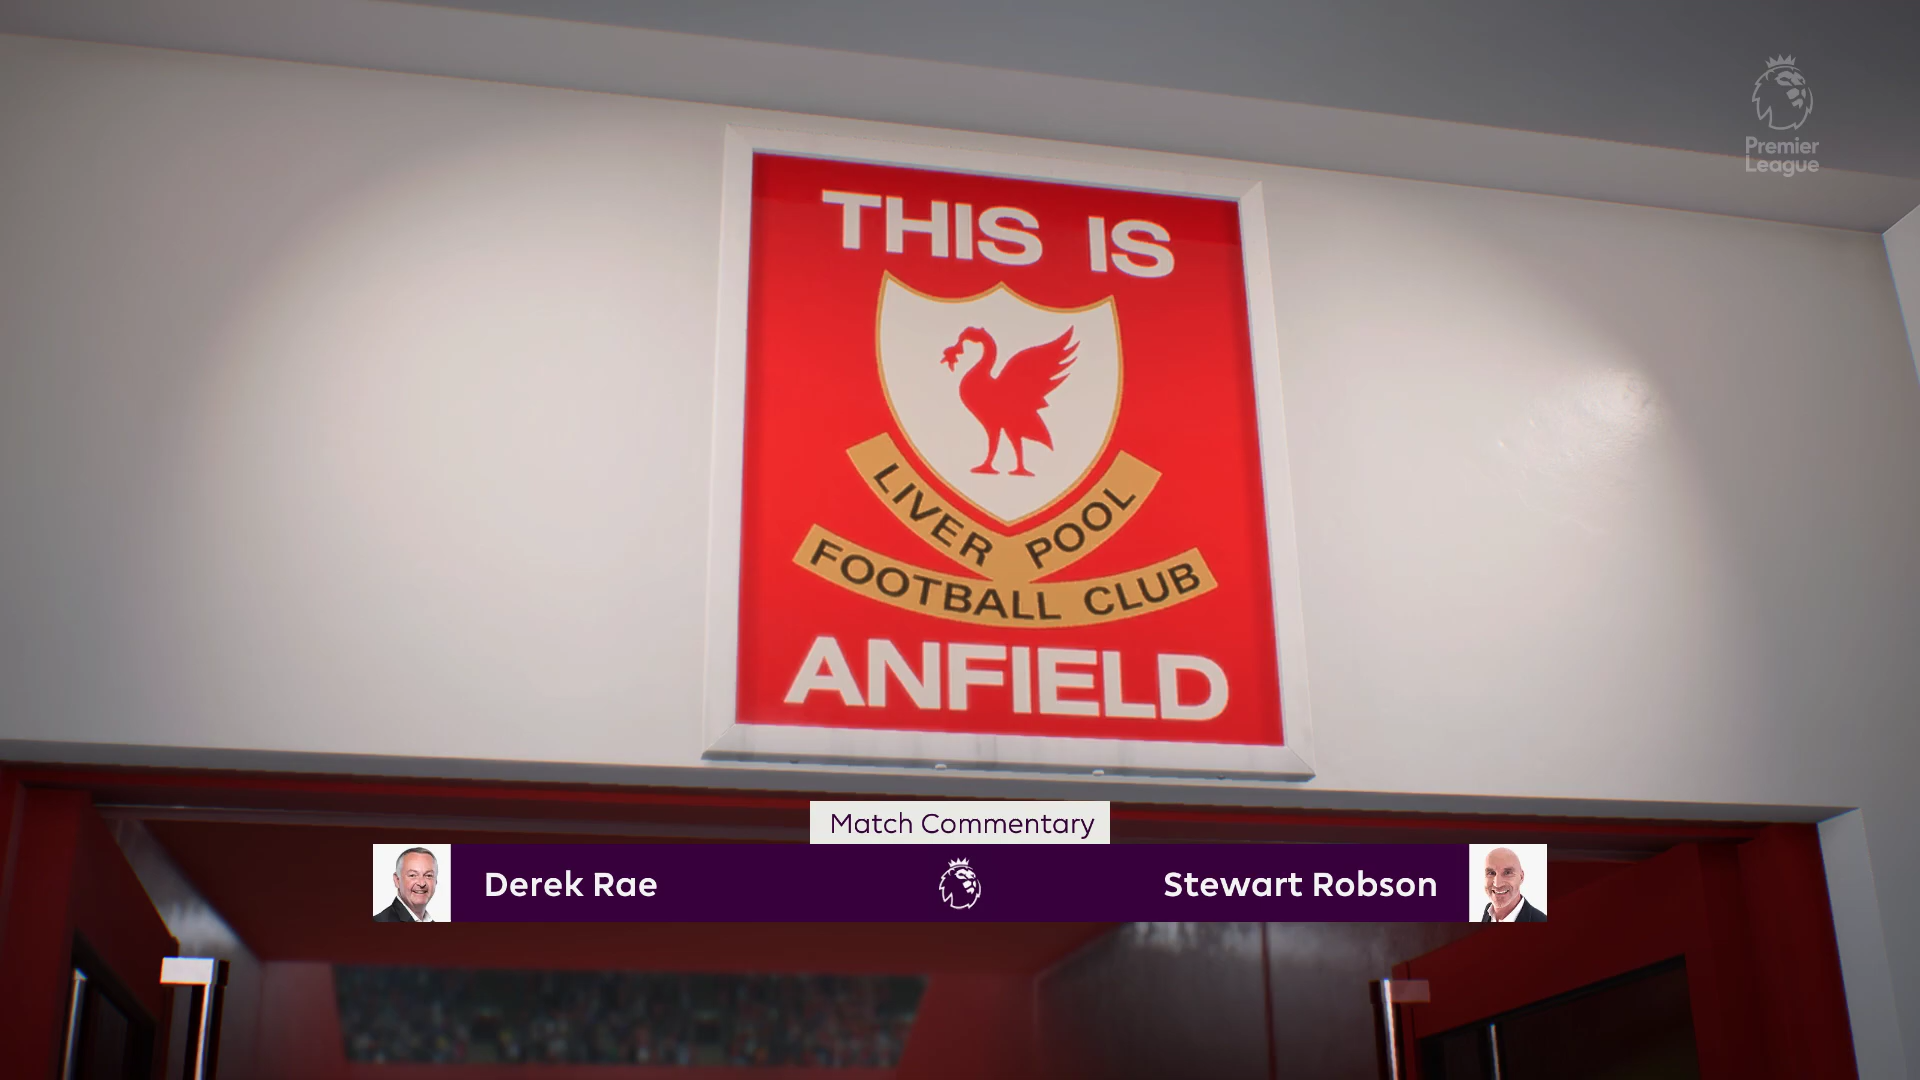 Premier
League
THIS IS
LIVER POOL
FOOTBALL CLUB
ANFIELD
Match Commentary
Derek Rae
Stewart Robson